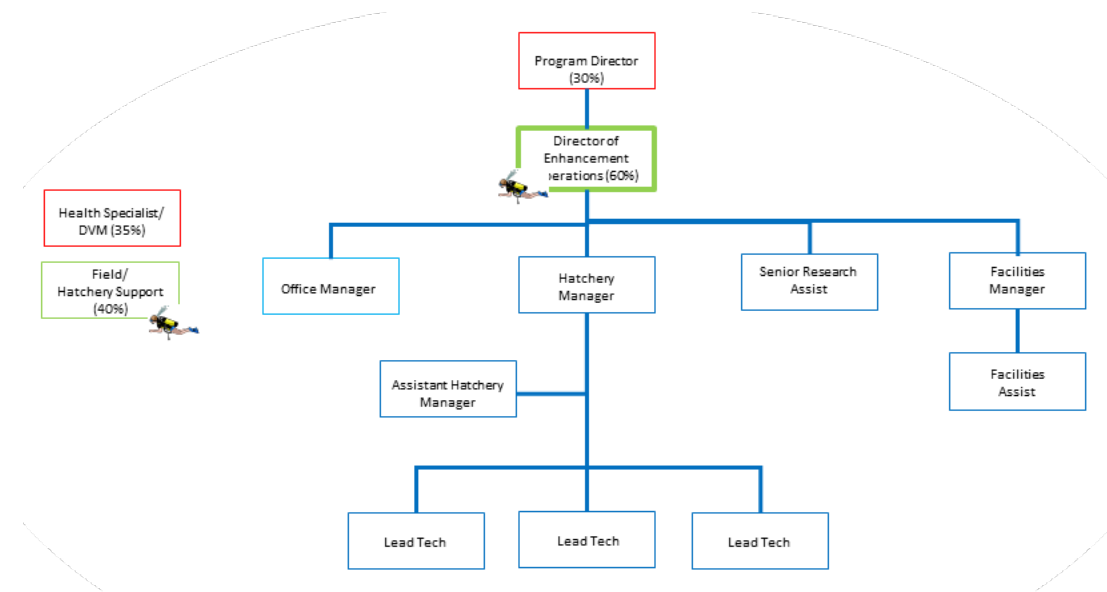 Program Director
(30%)
Director of
Enhancement
perations (60%)
Health Specialist/
DVM (35%)
Field/
Hatchery Support
(40%)
Office Manager
Hatchery
Manager
Senior Research
Assist
Facilities
Manager
Assistant Hatchery
Manager
Facilities
Assist
Lead Tech
Lead Tech
Lead Tech